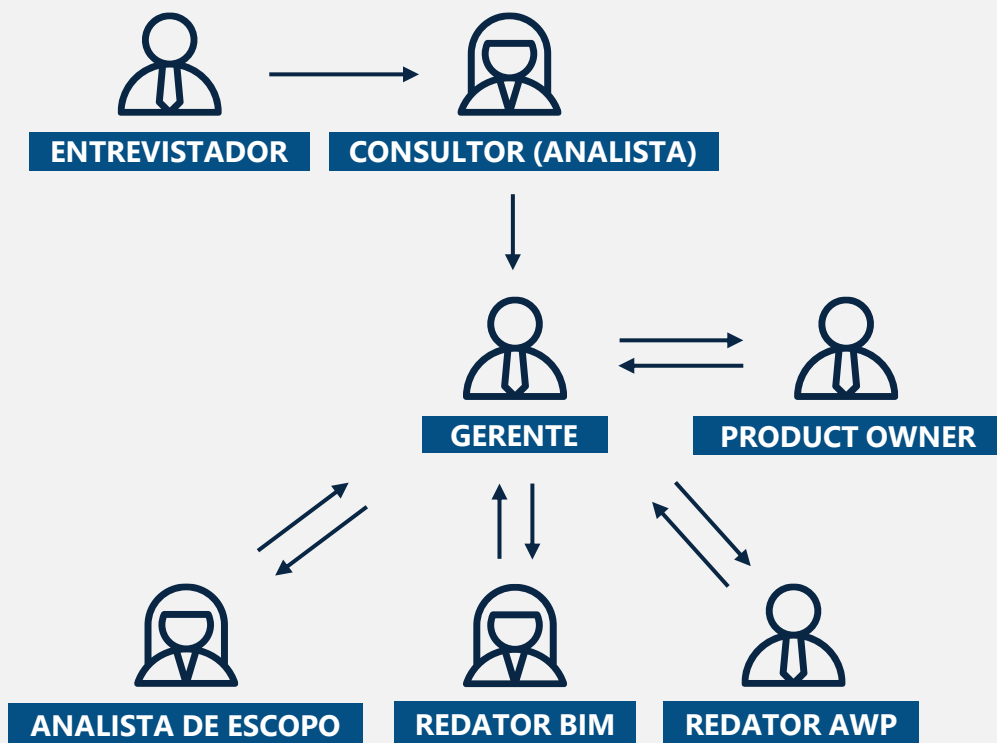 ENTREVISTADOR
CONSULTOR (ANALISTA)
GERENTE
PRODUCT OWNER
ANALISTA DE ESCOPO
REDATOR BIM
REDATOR AWP